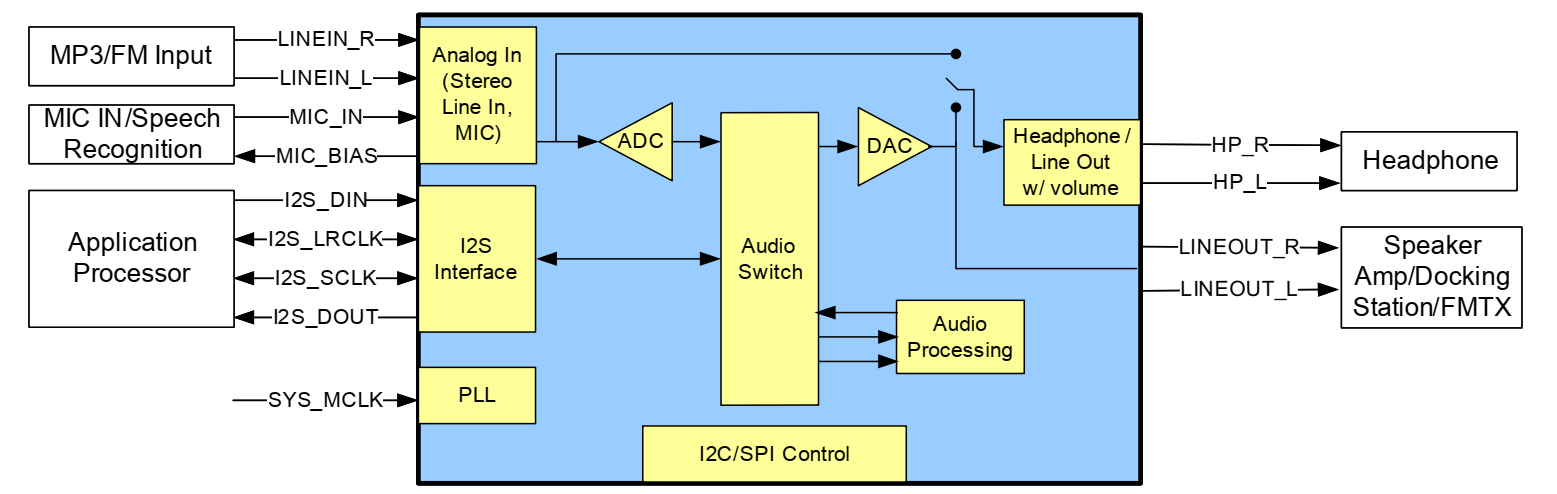 MP3/FM Input
LINEIN_R
LINEIN_L
MIC IN/Speech
Recognition
MIC_IN
MIC_BIAS
Application
Processor
I2S_DIN
I2S_LRCLK
I2S_SCLK
I2S_DOUT
SYS_MCLK
Analog In
(Stereo
Line In,
MIC)
I2S
Interface
PLL
ADC
Audio
Switch
DAC
Audio
Processing
I2C/SPI Control
Headphone /
Line Out
w/ volume
HP_R
HP_L
LINEOUT_R
LINEOUT_L
Headphone
Speaker
Amp/Docking
Station/FMTX